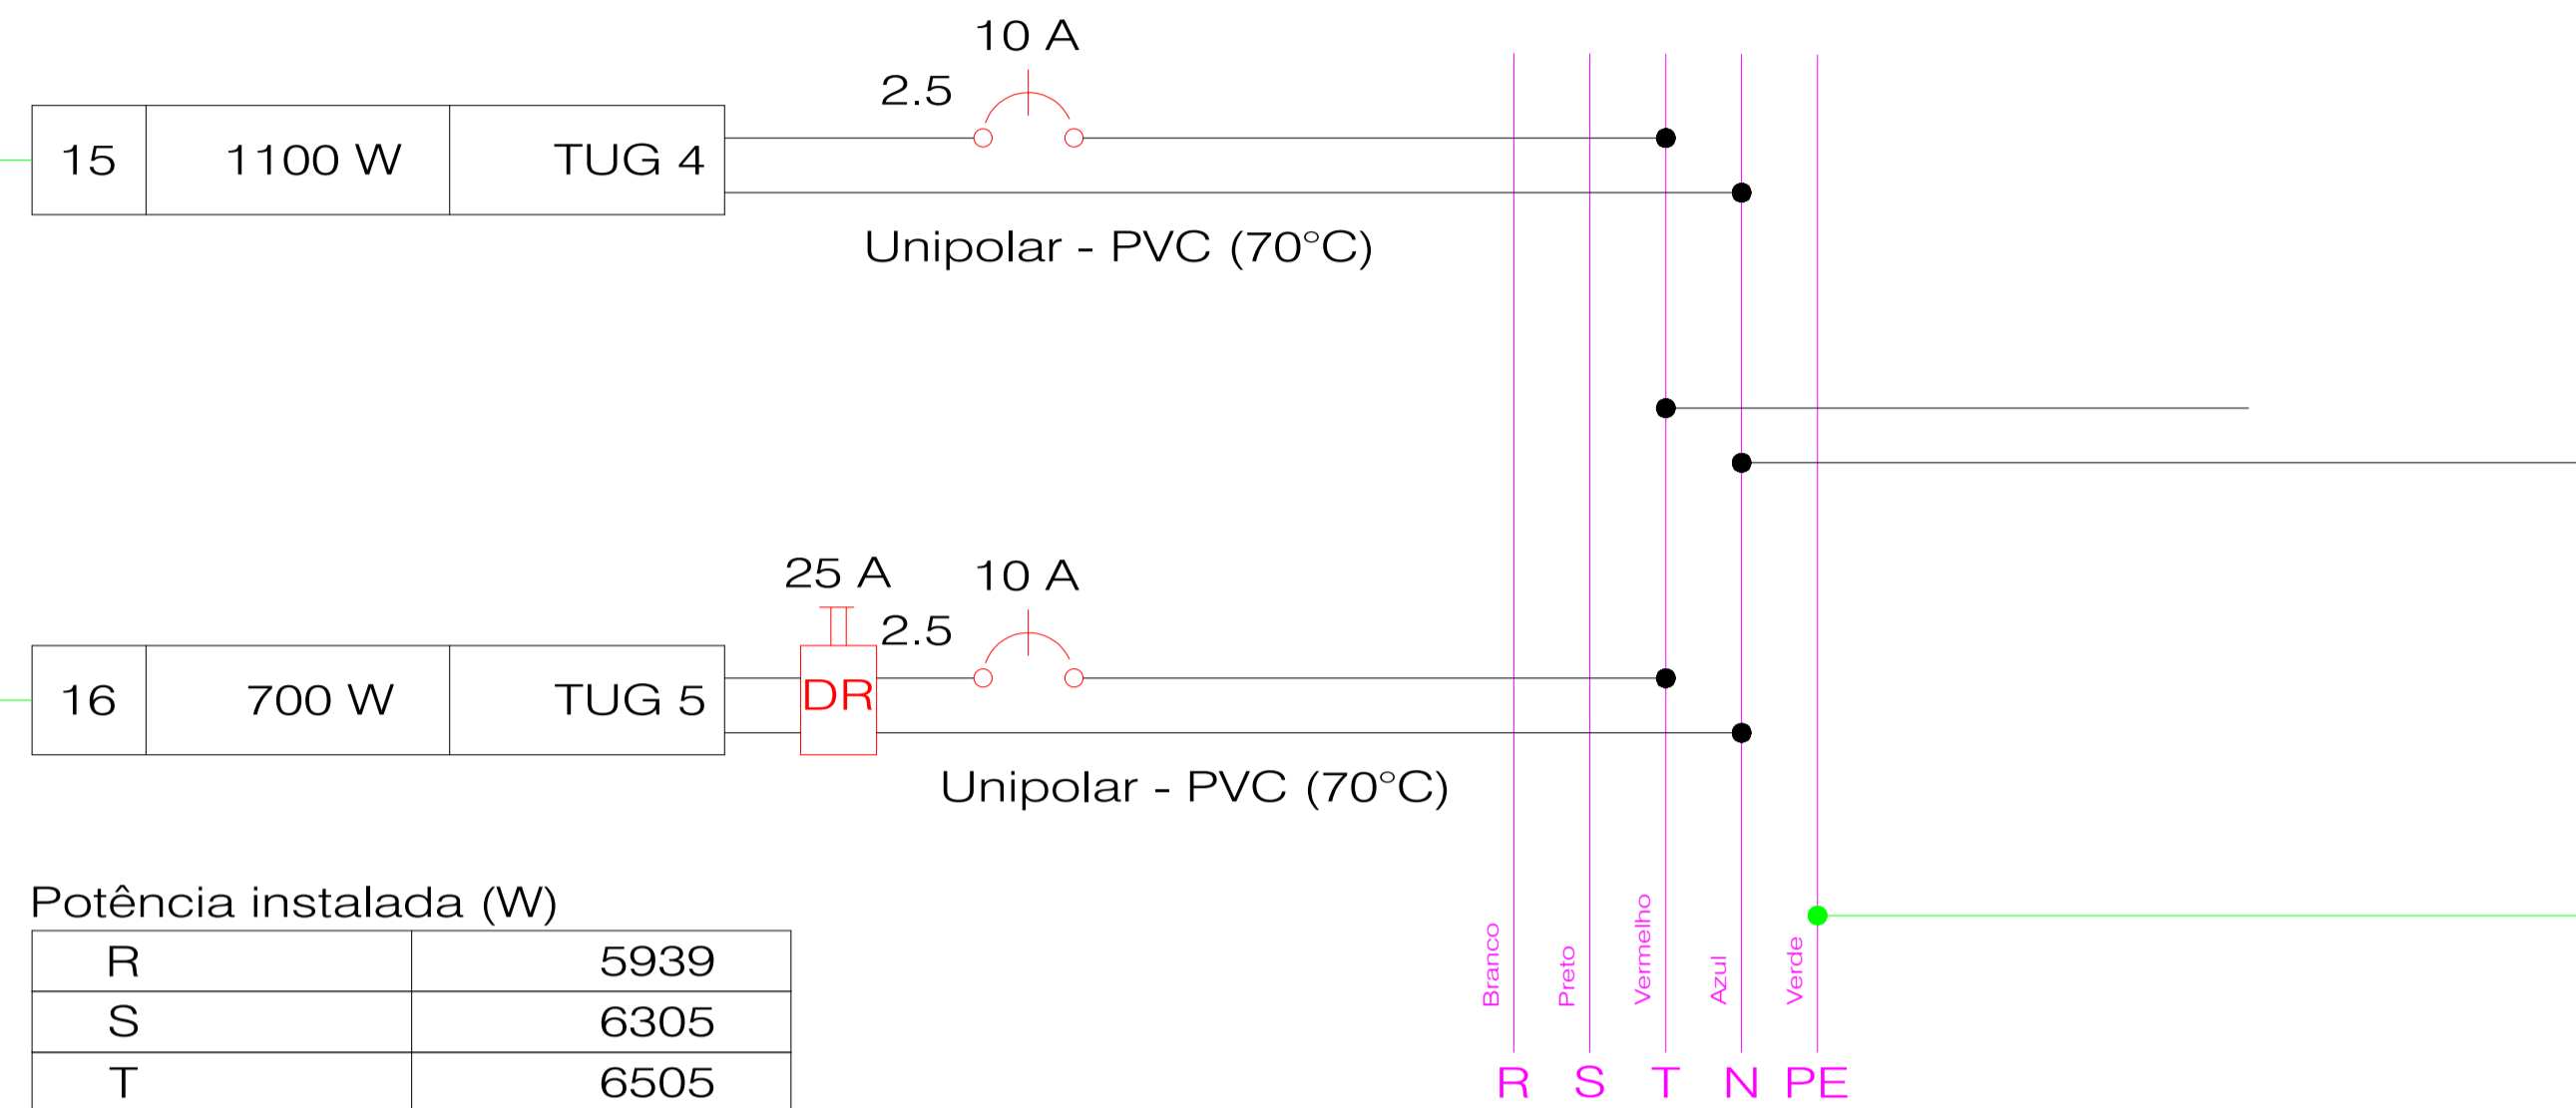 10 A
2.5
15 1100 W TUG 4
Unipolar - PVC (70°C)
25 A 10 A
2.5
16 700 W TUG 5 DR
Unipolar - PVC (70°C)
Potência instalada (W)
R 5939
S 6305
T 6505
Branco Preto Vermelho Azul Verde
R S T N PE